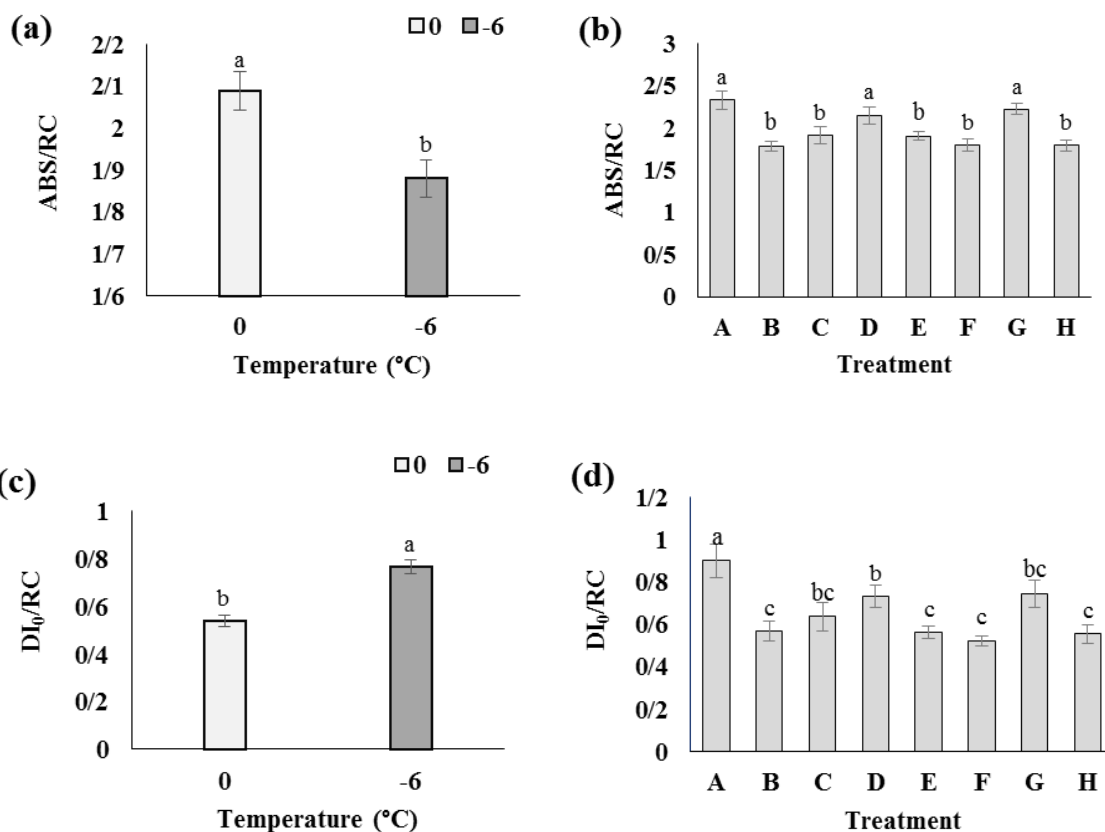 (a)
0 -6
2/2
2/1
2
1/9
1/8
1/7
1/6
ABS/RC
a
b
0 -6
Temperature (°C)
(b)
3
2/5
2
1/5
1
0/5
0
ABS/RC
a b b a b b a b
A B C D E F G H
Treatment
(c)
0 -6
1
0/8
0/6
0/4
0/2
0
DI₀/RC
b
a
0 -6
Temperature (°C)
(d)
1/2
1
0/8
0/6
0/4
0/2
0
DI₀/RC
a c bc b c c bc c
A B C D E F G H
Treatment